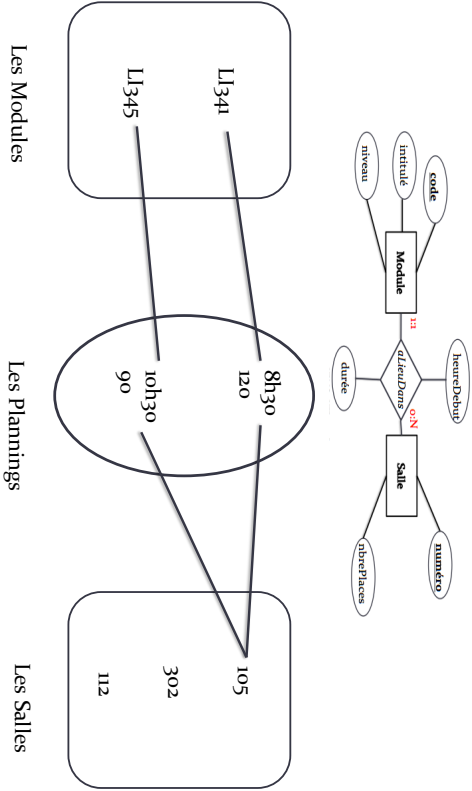 code
intitulé
niveau
Module
1:1
heureDebut
aLieuDans
durée
0:N
Salle
numéro
nbrePlaces
LI341
LI345
8h30
120
10h30
90
105
302
112
Les Modules
Les Plannings
Les Salles